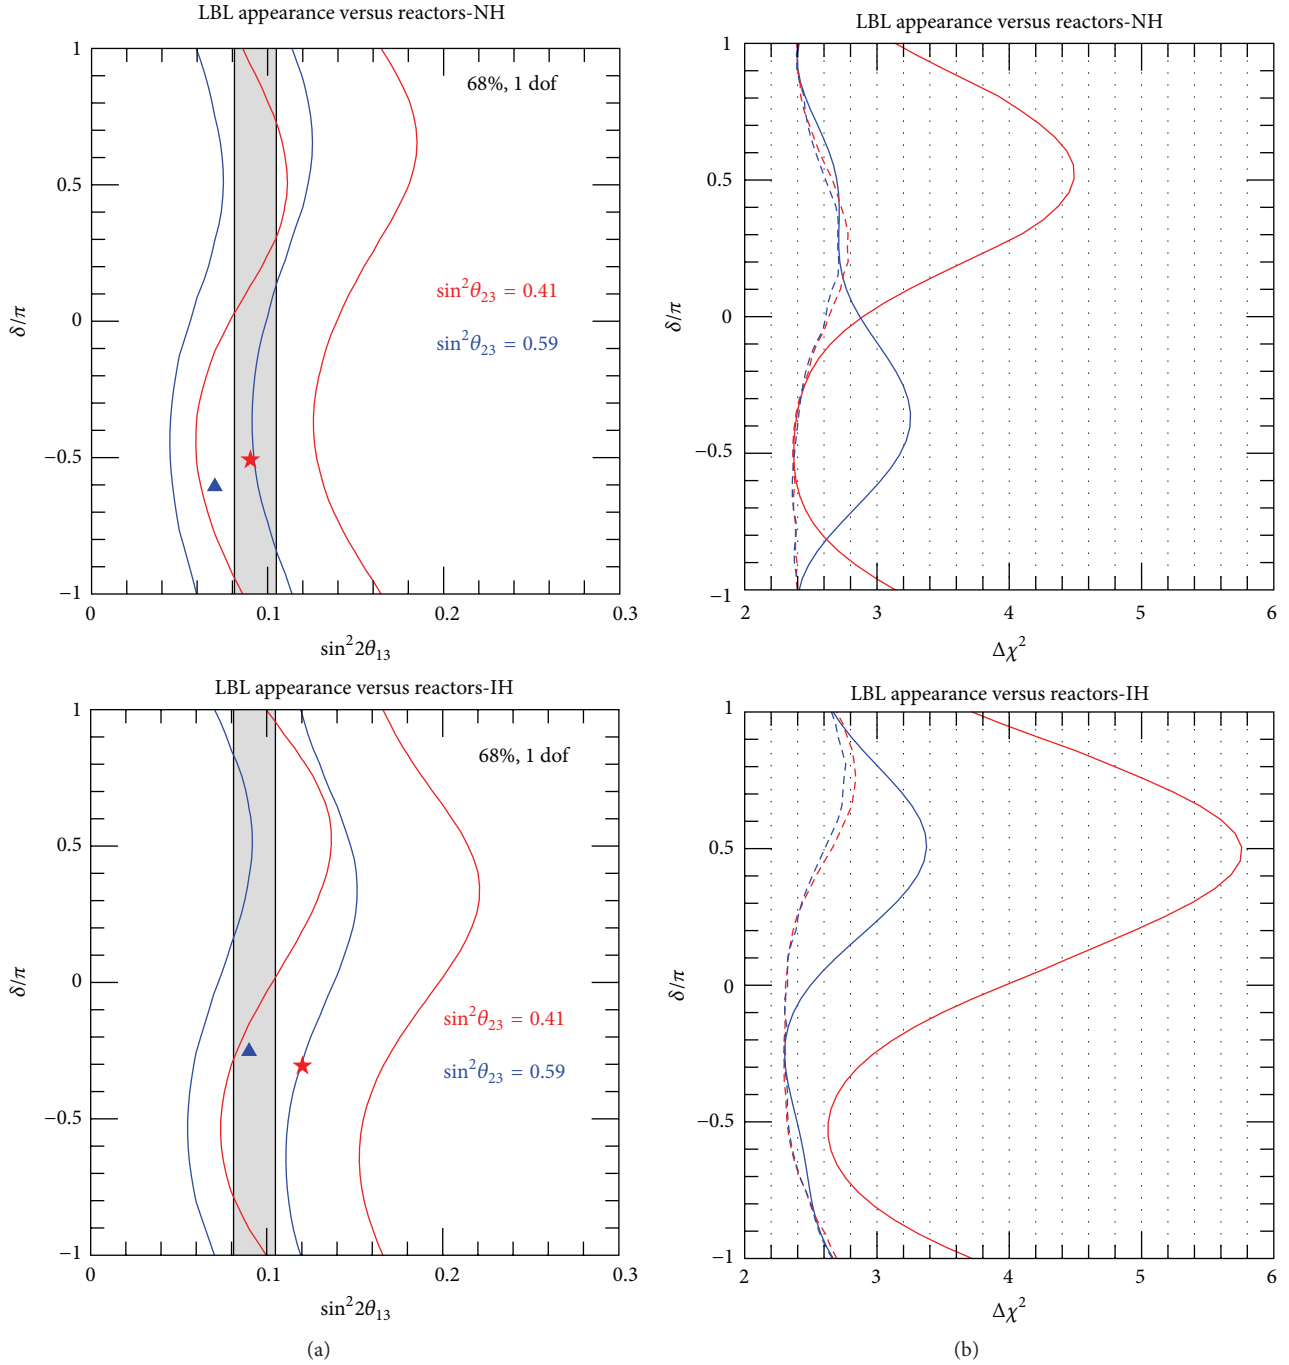 LBL appearance versus reactors-NH
1
0.5
0
−0.5
−1
δ/π
68%, 1 dof
sin²θ₂₃ = 0.41
sin²θ₂₃ = 0.59
0 0.1 0.2 0.3
sin²2θ₁₃
LBL appearance versus reactors-NH
1
0.5
0
−0.5
−1
δ/π
2 3 4 5 6
Δχ²
LBL appearance versus reactors-IH
1
0.5
0
−0.5
−1
δ/π
68%, 1 dof
sin²θ₂₃ = 0.41
sin²θ₂₃ = 0.59
0 0.1 0.2 0.3
sin²2θ₁₃
(a)
LBL appearance versus reactors-IH
1
0.5
0
−0.5
−1
δ/π
2 3 4 5 6
Δχ²
(b)